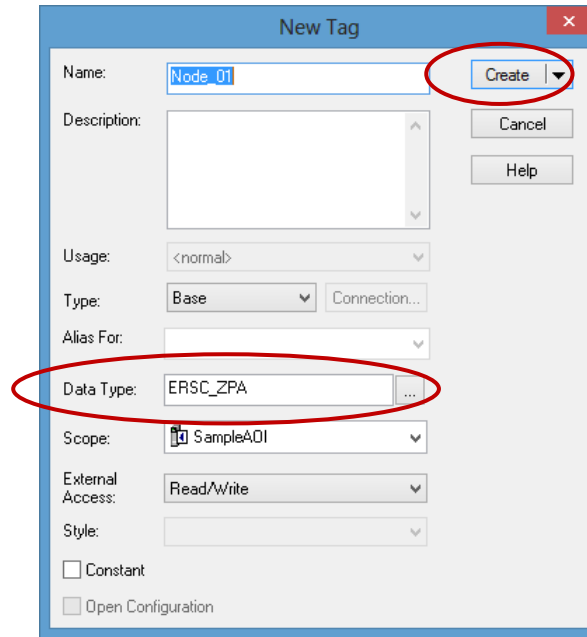 New Tag
Name:
Node_01
Create
Description:
Cancel
Help
Usage:
<normal>
Type:
Base
Connection...
Alias For:
Data Type:
ERSC_ZPA
...
Scope:
SampleAOI
External
Access:
Read/Write
Style:
Constant
Open Configuration